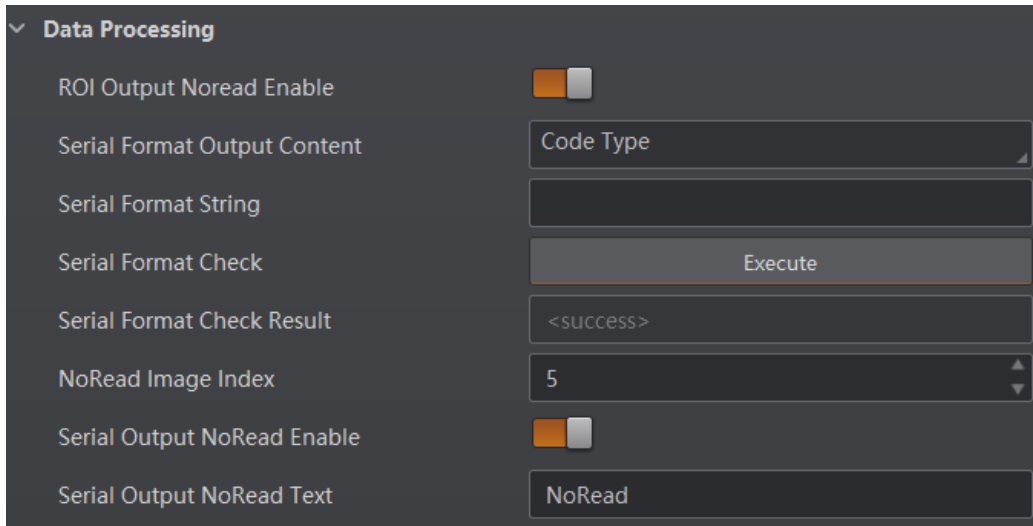 Data Processing
ROI Output Noread Enable
Serial Format Output Content Code Type
Serial Format String
Serial Format Check Execute
Serial Format Check Result <success>
NoRead Image Index 5
Serial Output NoRead Enable
Serial Output NoRead Text NoRead